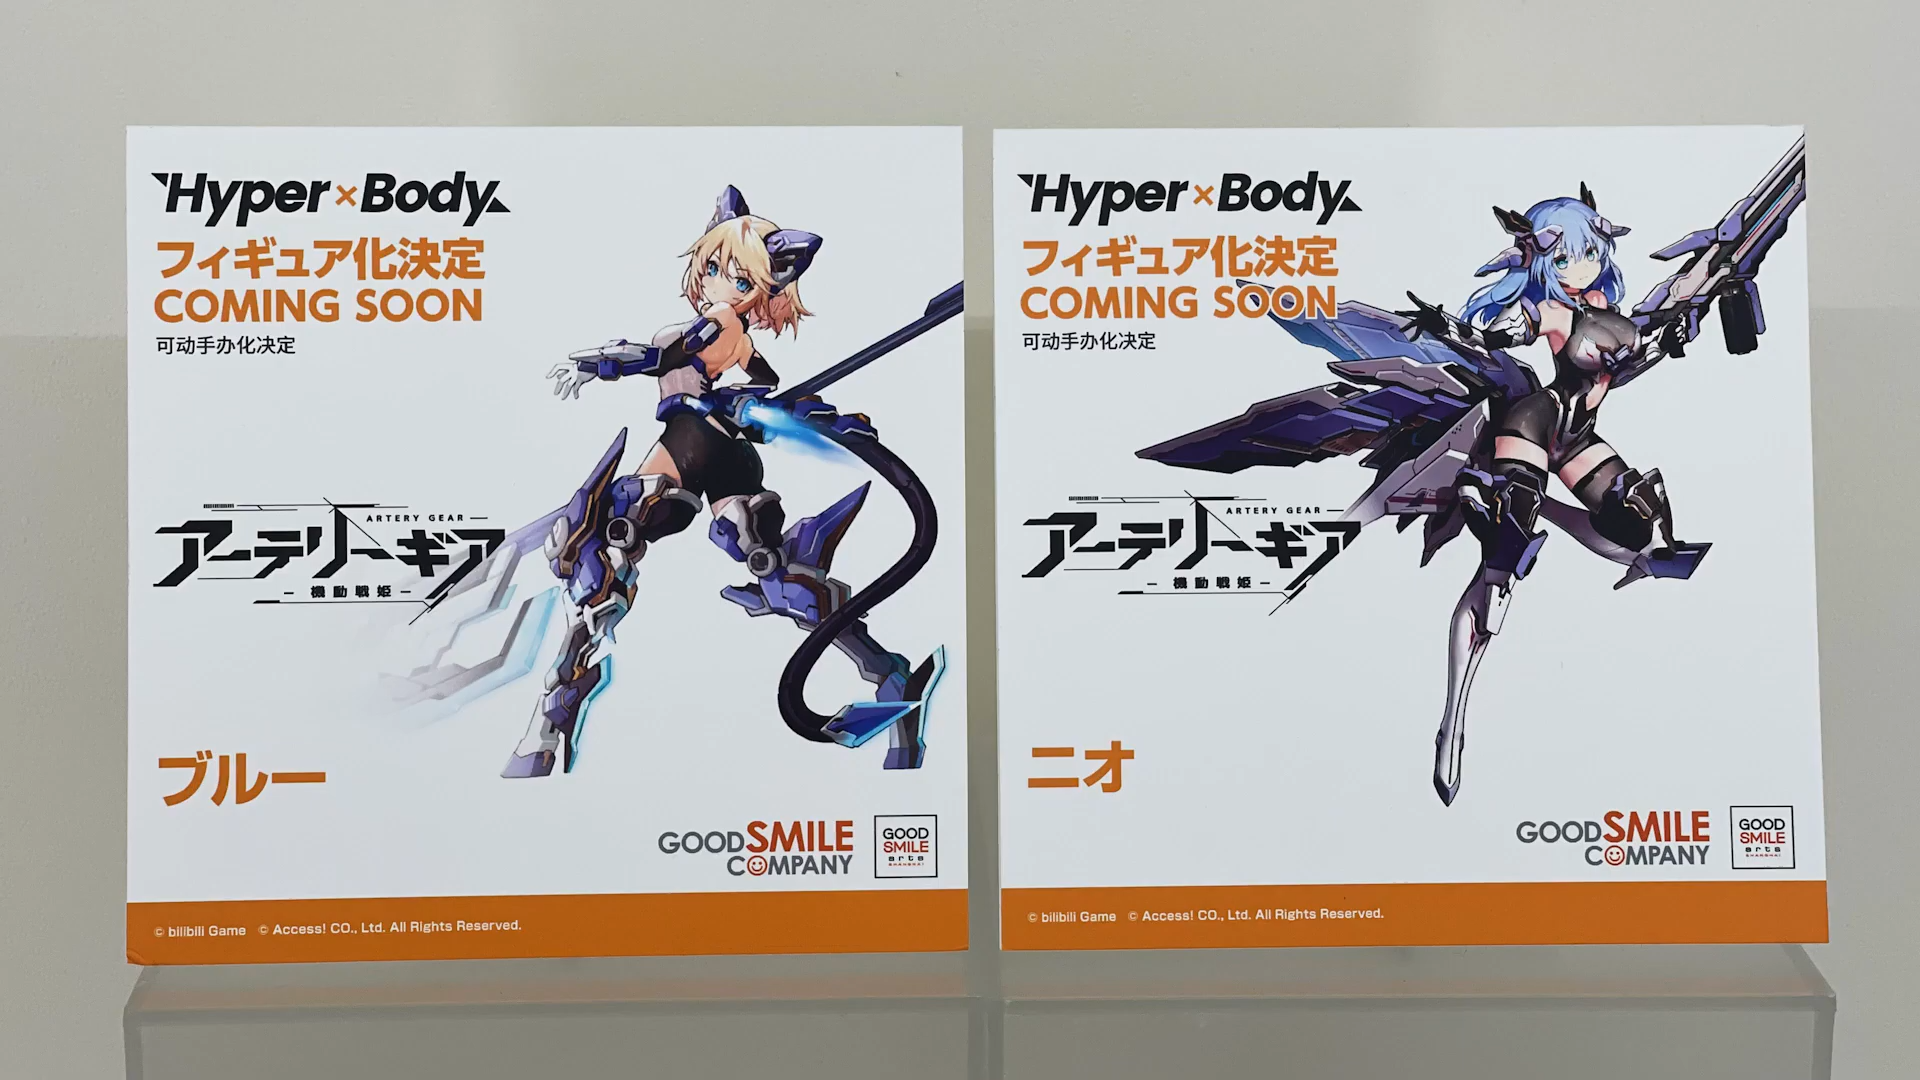 Hyper×Body
フィギュア化決定
COMING SOON
可动手办化决定
ARTERY GEAR
アーテリーギア
－機動戦姫－
ブルー
GOOD SMILE COMPANY
GOOD
SMILE
arts
SHANGHAI
© bilibili Game © Access! CO., Ltd. All Rights Reserved.
Hyper×Body
フィギュア化決定
COMING SOON
可动手办化决定
ARTERY GEAR
アーテリーギア
－機動戦姫－
ニオ
GOOD SMILE COMPANY
GOOD
SMILE
arts
SHANGHAI
© bilibili Game © Access! CO., Ltd. All Rights Reserved.